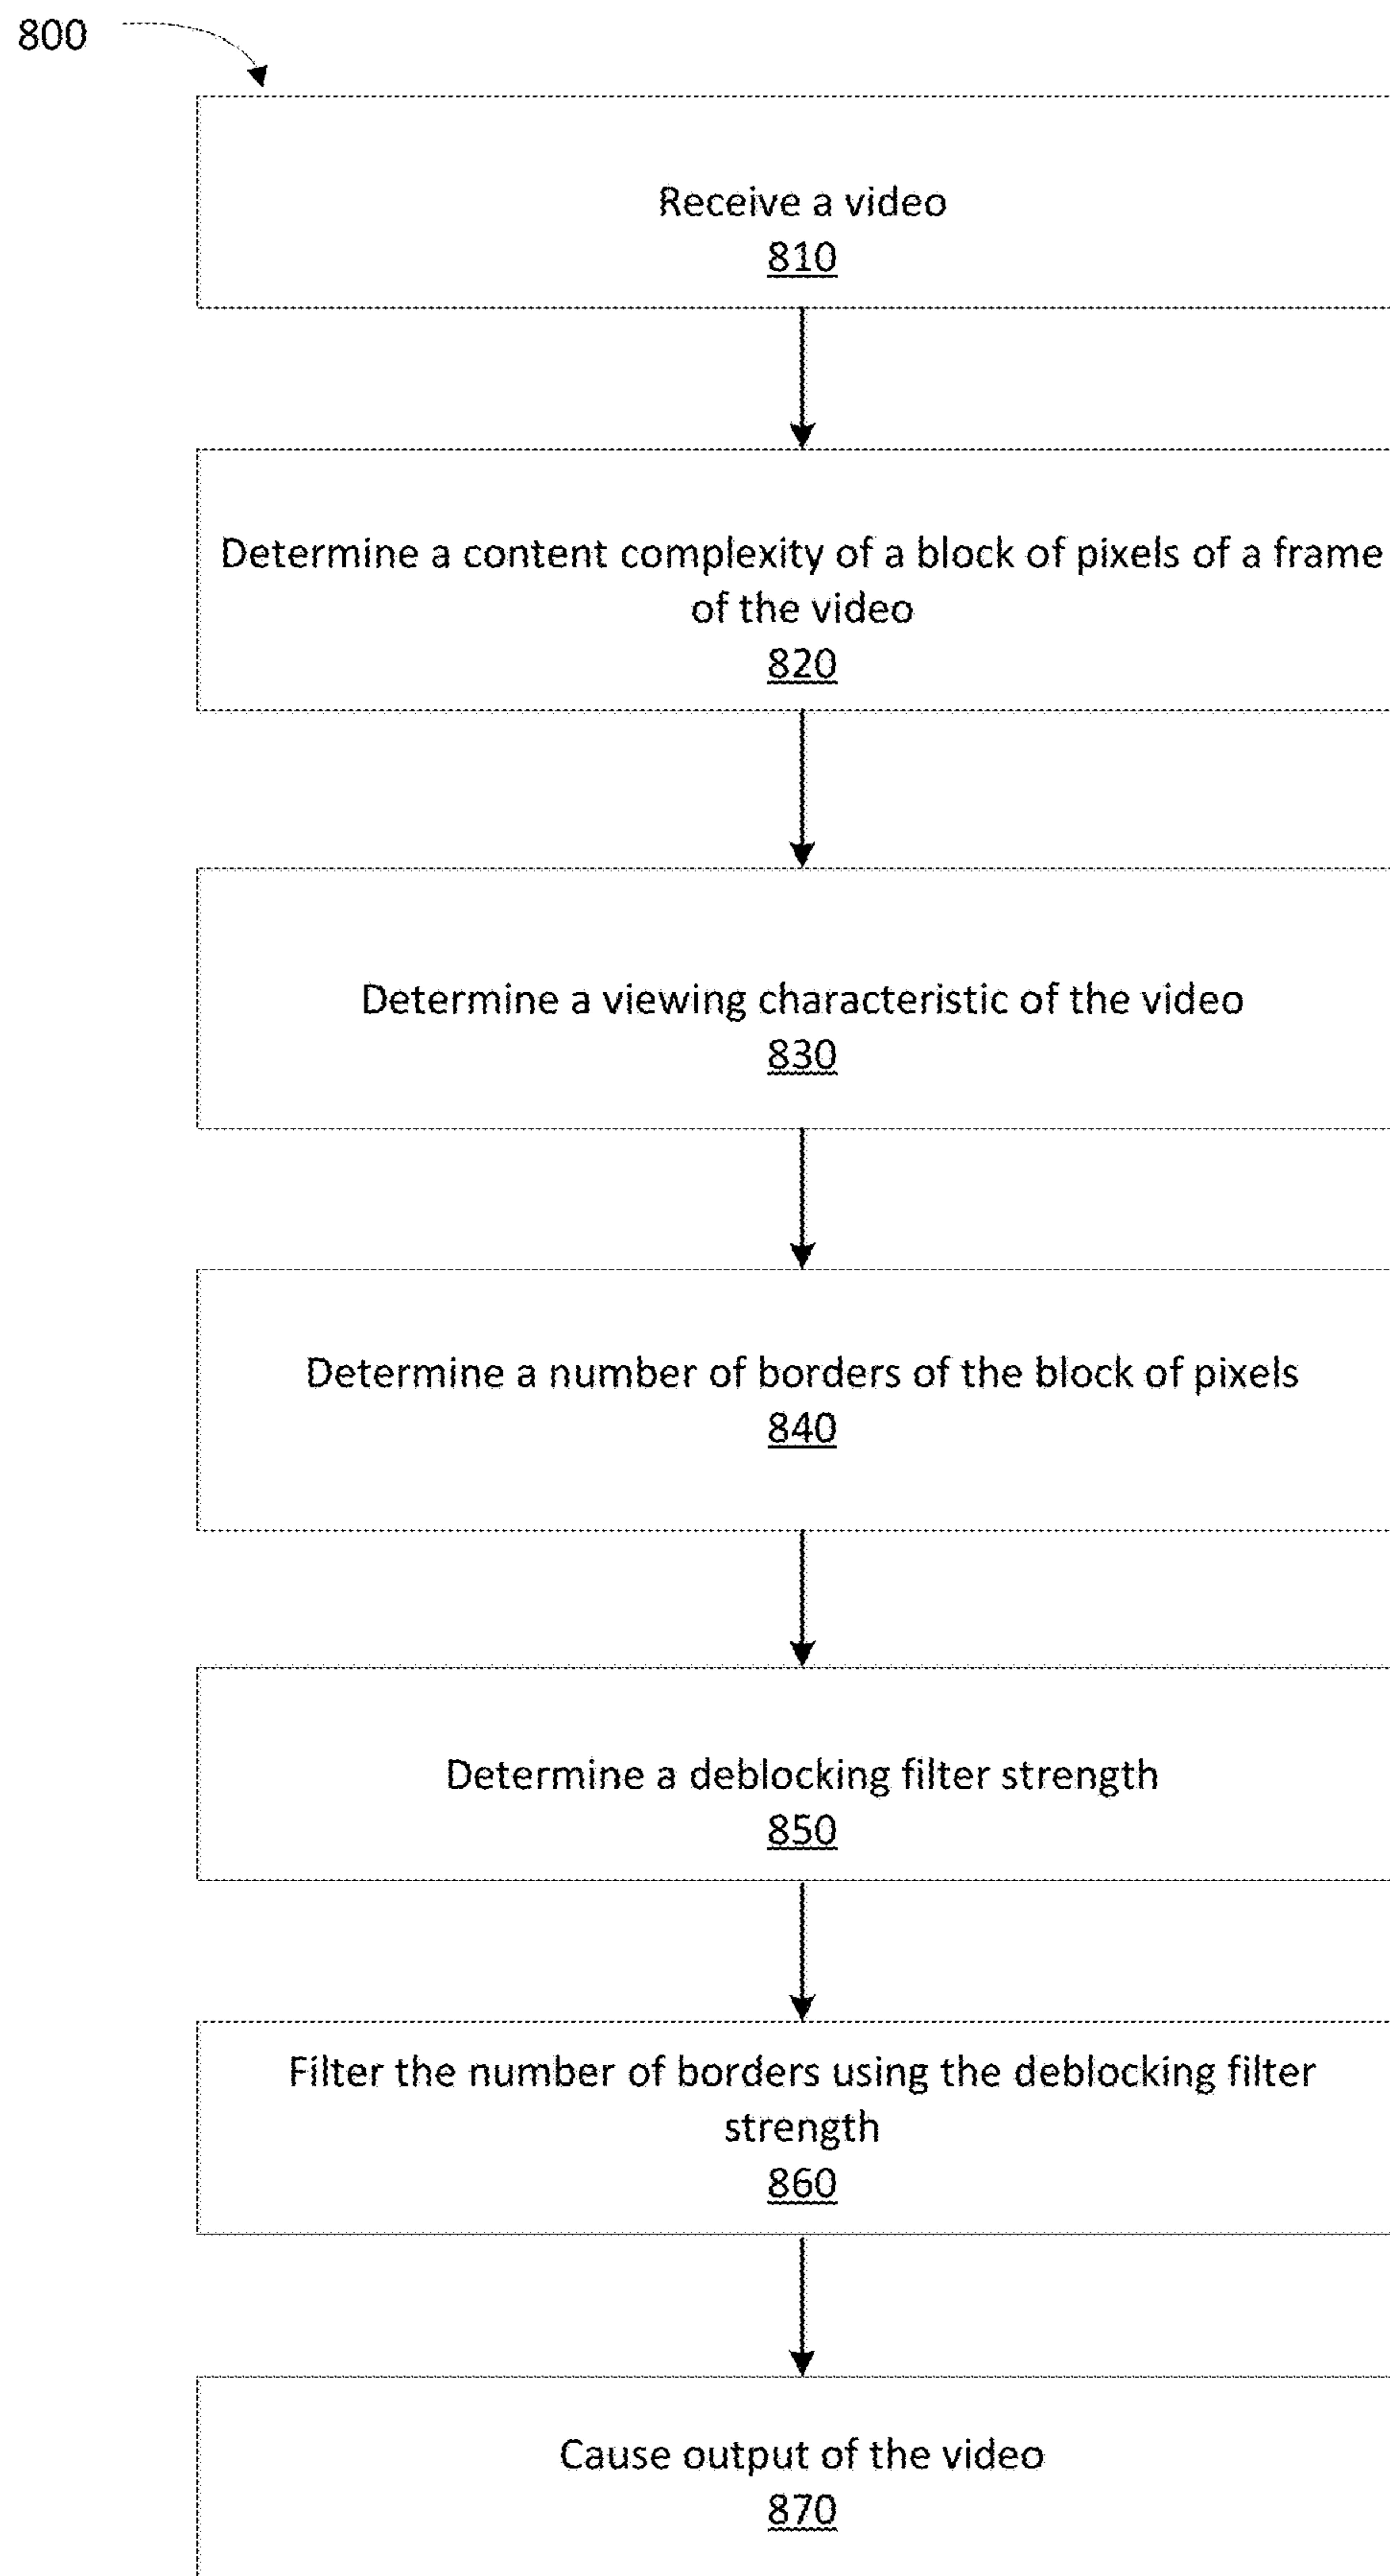 800
Receive a video
810
Determine a content complexity of a block of pixels of a frame
of the video
820
Determine a viewing characteristic of the video
830
Determine a number of borders of the block of pixels
840
Determine a deblocking filter strength
850
Filter the number of borders using the deblocking filter
strength
860
Cause output of the video
870